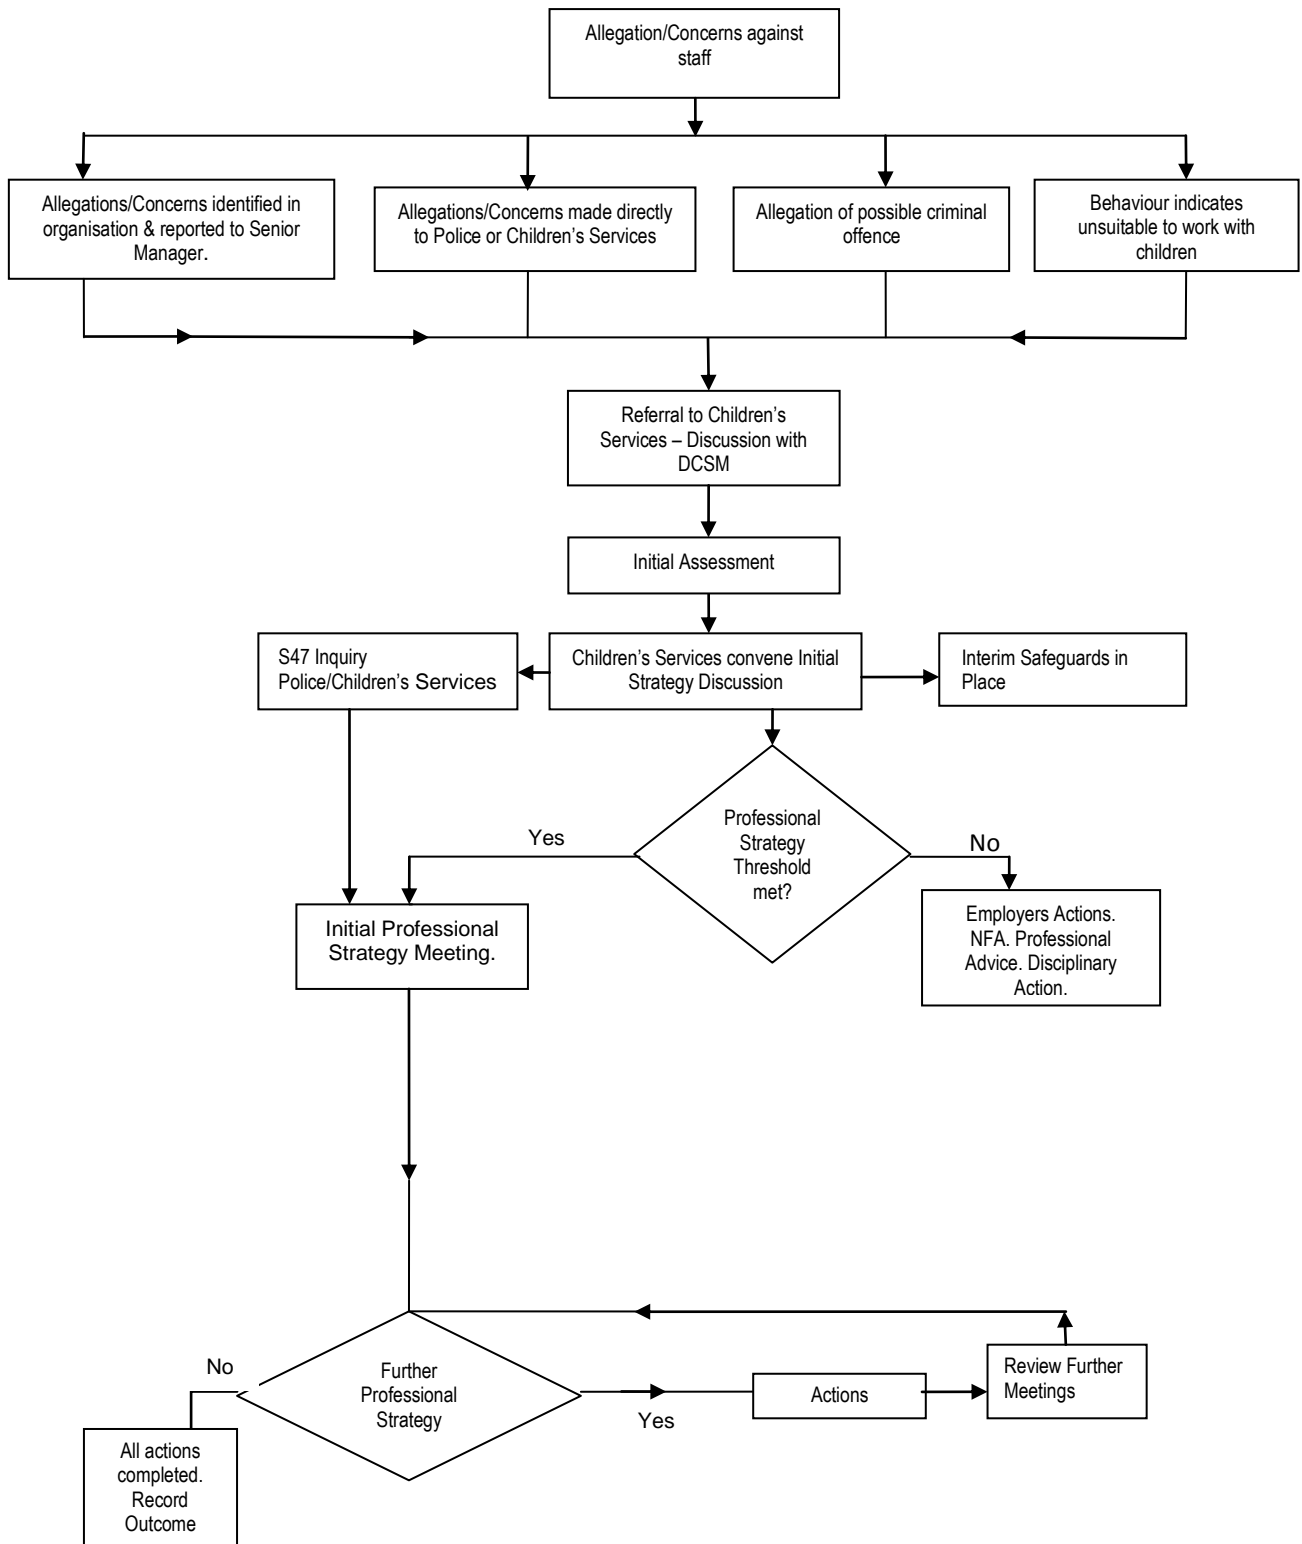 Allegation/Concerns against
staff
Allegations/Concerns identified in
organisation & reported to Senior
Manager.
Allegations/Concerns made directly
to Police or Children’s Services
Allegation of possible criminal
offence
Behaviour indicates
unsuitable to work with
children
Referral to Children’s
Services – Discussion with
DCSM
Initial Assessment
S47 Inquiry
Police/Children’s Services
Children’s Services convene Initial
Strategy Discussion
Interim Safeguards in
Place
Professional
Strategy
Threshold
met?
Yes
No
Initial Professional
Strategy Meeting.
Employers Actions.
NFA. Professional
Advice. Disciplinary
Action.
Further
Professional
Strategy
No
Yes
Actions
Review Further
Meetings
All actions
completed.
Record
Outcome